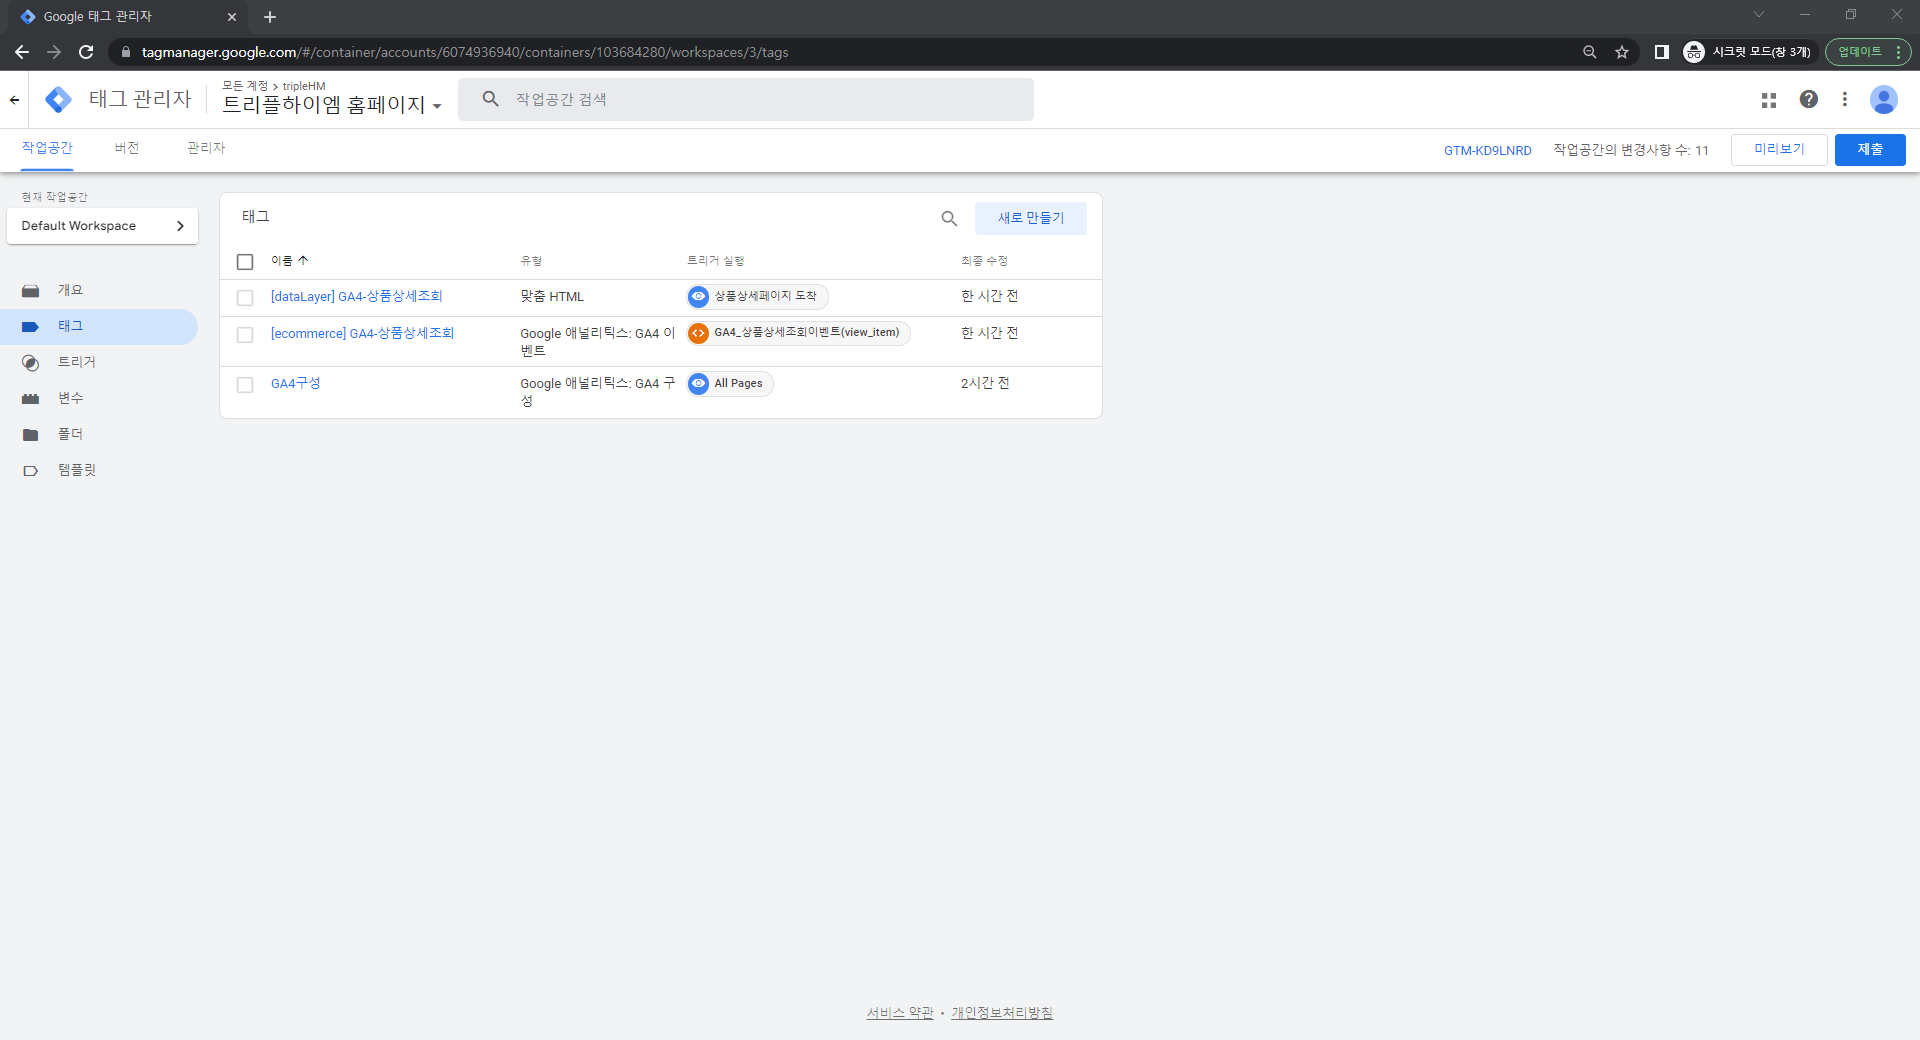 Google 태그 관리자
tagmanager.google.com/#/container/accounts/6074936940/containers/103684280/workspaces/3/tags
시크릿 모드(창 3개)
업데이트
태그 관리자
모든 계정 > tripleHM
트리플하이엠 홈페이지
작업공간 검색
작업공간
버전
관리자
GTM-KD9LNRD
작업공간의 변경사항 수: 11
미리보기
제출
현재 작업공간
Default Workspace
개요
태그
트리거
변수
폴더
템플릿
태그
새로 만들기
이름
유형
트리거 실행
최종 수정
[dataLayer] GA4-상품상세조회
맞춤 HTML
상품상세페이지 도착
한 시간 전
[ecommerce] GA4-상품상세조회
Google 애널리틱스: GA4 이
벤트
GA4_상품상세조회이벤트(view_item)
한 시간 전
GA4구성
Google 애널리틱스: GA4 구
성
All Pages
2시간 전
서비스 약관 • 개인정보처리방침